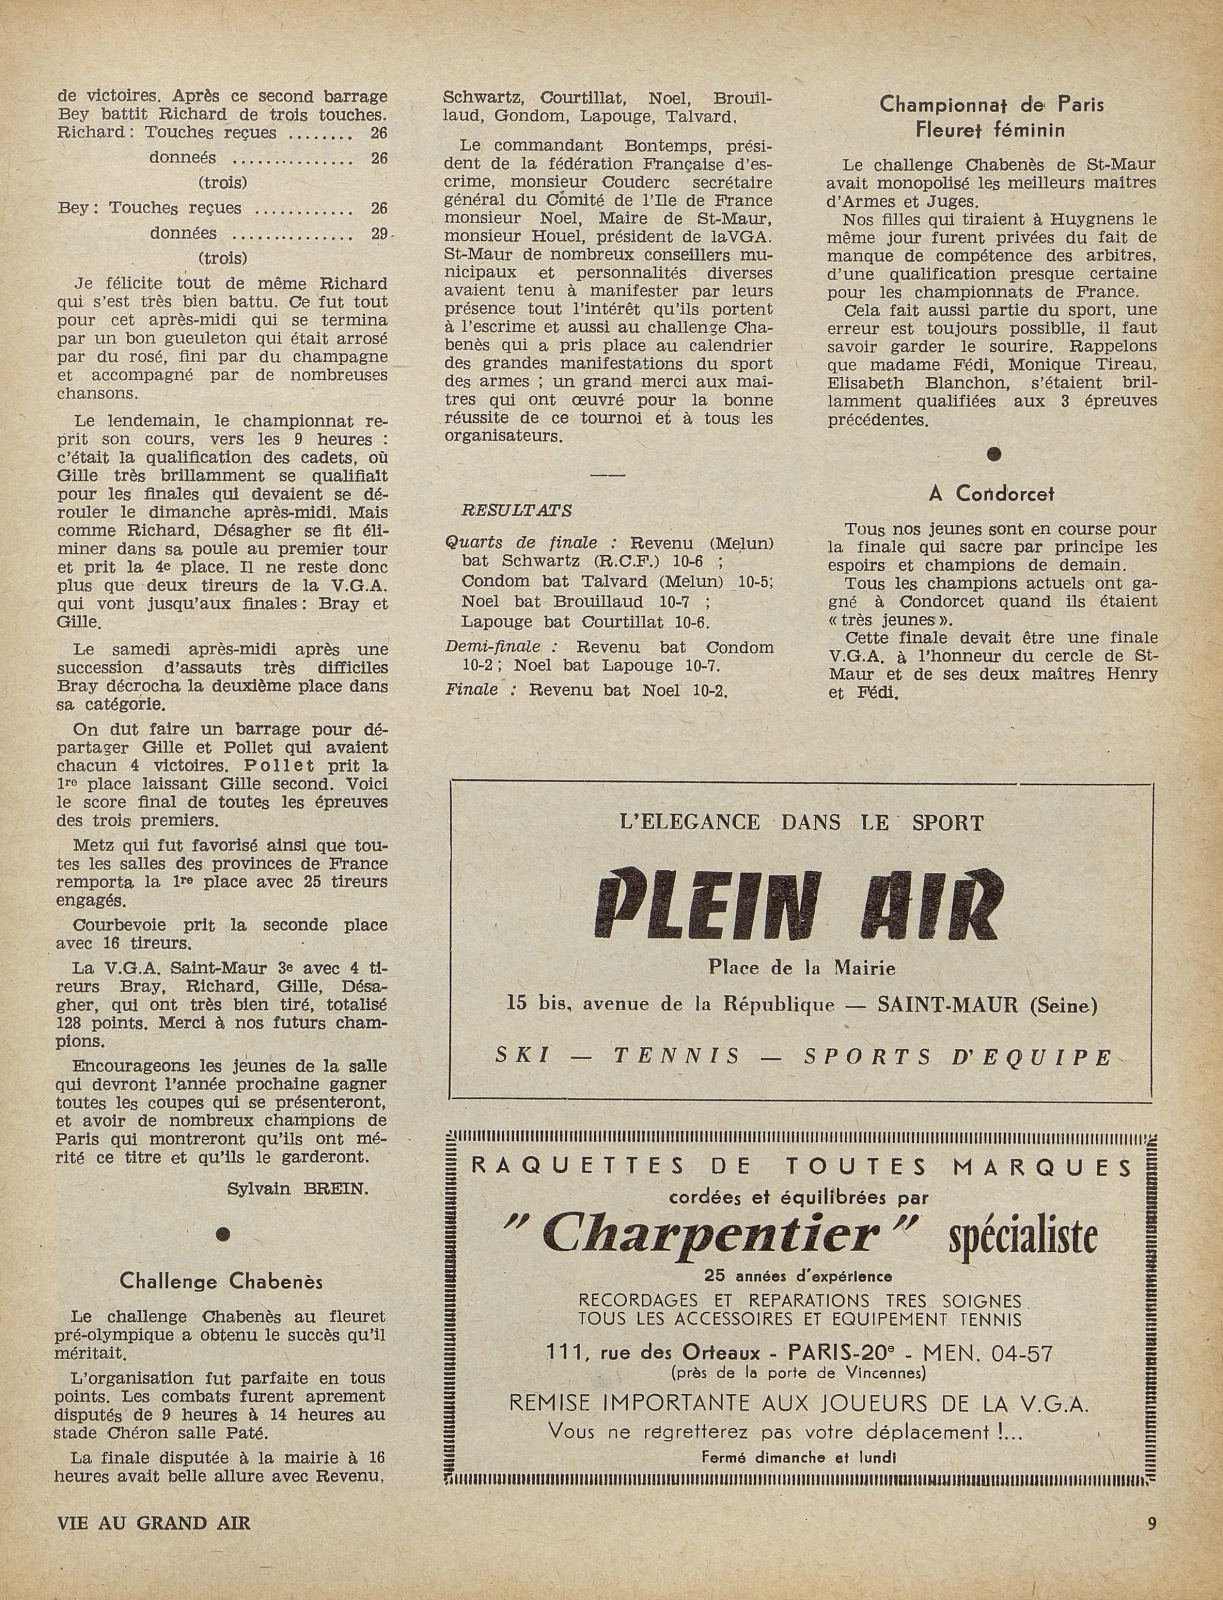 de victoires. Après ce second barrage
Bey battit Richard de trois touches.
Richard : Touches reçues ........ 26
donneés ............... 26
(trois)
Bey : Touches reçues ............ 26
données ............... 29
(trois)
Je félicite tout de même Richard
qui s'est très bien battu. Ce fut tout
pour cet après-midi qui se termina
par un bon gueuleton qui était arrosé
par du rosé, fini par du champagne
et accompagné par de nombreuses
chansons.
Le lendemain, le championnat re-
prit son cours, vers les 9 heures :
c'était la qualification des cadets, où
Gille très brillamment se qualifiait
pour les finales qui devaient se dé-
rouler le dimanche après-midi. Mais
comme Richard, Désagher se fit éli-
miner dans sa poule au premier tour
et prit la 4e place. Il ne reste donc
plus que deux tireurs de la V.G.A.
qui vont jusqu'aux finales : Bray et
Gille.
Le samedi après-midi après une
succession d'assauts très difficiles
Bray décrocha la deuxième place dans
sa catégorie.
On dut faire un barrage pour dé-
partager Gille et Pollet qui avaient
chacun 4 victoires. Pollet prit la
1re place laissant Gille second. Voici
le score final de toutes les épreuves
des trois premiers.
Metz qui fut favorisé ainsi que tou-
tes les salles des provinces de France
remporta la 1re place avec 25 tireurs
engagés.
Courbevoie prit la seconde place
avec 16 tireurs.
La V.G.A. Saint-Maur 3e avec 4 ti-
reurs Bray, Richard, Gille, Désa-
gher, qui ont très bien tiré, totalisé
128 points. Merci à nos futurs cham-
pions.
Encourageons les jeunes de la salle
qui devront l'année prochaine gagner
toutes les coupes qui se présenteront,
et avoir de nombreux champions de
Paris qui montreront qu'ils ont mé-
rité ce titre et qu'ils le garderont.
Sylvain BREIN.
●
Challenge Chabenès
Le challenge Chabenès au fleuret
pré-olympique a obtenu le succès qu'il
méritait.
L'organisation fut parfaite en tous
points. Les combats furent aprement
disputés de 9 heures à 14 heures au
stade Chéron salle Paté.
La finale disputée à la mairie à 16
heures avait belle allure avec Revenu,
Schwartz, Courtillat, Noel, Brouil-
laud, Gondom, Lapouge, Talvard.
Le commandant Bontemps, prési-
dent de la fédération Française d'es-
crime, monsieur Couderc secrétaire
général du Comité de l'Ile de France
monsieur Noel, Maire de St-Maur,
monsieur Houel, président de laVGA.
St-Maur de nombreux conseillers mu-
nicipaux et personnalités diverses
avaient tenu à manifester par leurs
présence tout l'intérêt qu'ils portent
à l'escrime et aussi au challenge Cha-
benès qui a pris place au calendrier
des grandes manifestations du sport
des armes ; un grand merci aux maî-
tres qui ont œuvré pour la bonne
réussite de ce tournoi et à tous les
organisateurs.
RESULTATS
Quarts de finale : Revenu (Melun)
bat Schwartz (R.C.F.) 10-6 ;
Condom bat Talvard (Melun) 10-5;
Noel bat Brouillaud 10-7 ;
Lapouge bat Courtillat 10-6.
Demi-finale : Revenu bat Condom
10-2 ; Noel bat Lapouge 10-7.
Finale : Revenu bat Noel 10-2.
Championnat de Paris
Fleuret féminin
Le challenge Chabenès de St-Maur
avait monopolisé les meilleurs maîtres
d'Armes et Juges.
Nos filles qui tiraient à Huygnens le
même jour furent privées du fait de
manque de compétence des arbitres,
d'une qualification presque certaine
pour les championnats de France.
Cela fait aussi partie du sport, une
erreur est toujours possiblle, il faut
savoir garder le sourire. Rappelons
que madame Fédi, Monique Tireau,
Elisabeth Blanchon, s'étaient bril-
lamment qualifiées aux 3 épreuves
précédentes.
●
A Condorcet
Tous nos jeunes sont en course pour
la finale qui sacre par principe les
espoirs et champions de demain.
Tous les champions actuels ont ga-
gné à Condorcet quand ils étaient
« très jeunes ».
Cette finale devait être une finale
V.G.A. à l'honneur du cercle de St-
Maur et de ses deux maîtres Henry
et Fédi.
L'ELEGANCE DANS LE SPORT
PLEIN AIR
Place de la Mairie
15 bis, avenue de la République — SAINT-MAUR (Seine)
SKI — TENNIS — SPORTS D'EQUIPE
RAQUETTES DE TOUTES MARQUES
cordées et équilibrées par
"Charpentier" spécialiste
25 années d'expérience
RECORDAGES ET REPARATIONS TRES SOIGNES
TOUS LES ACCESSOIRES ET EQUIPEMENT TENNIS
111, rue des Orteaux - PARIS-20e - MEN. 04-57
(près de la porte de Vincennes)
REMISE IMPORTANTE AUX JOUEURS DE LA V.G.A.
Vous ne regretterez pas votre déplacement !...
Fermé dimanche et lundi
VIE AU GRAND AIR
9